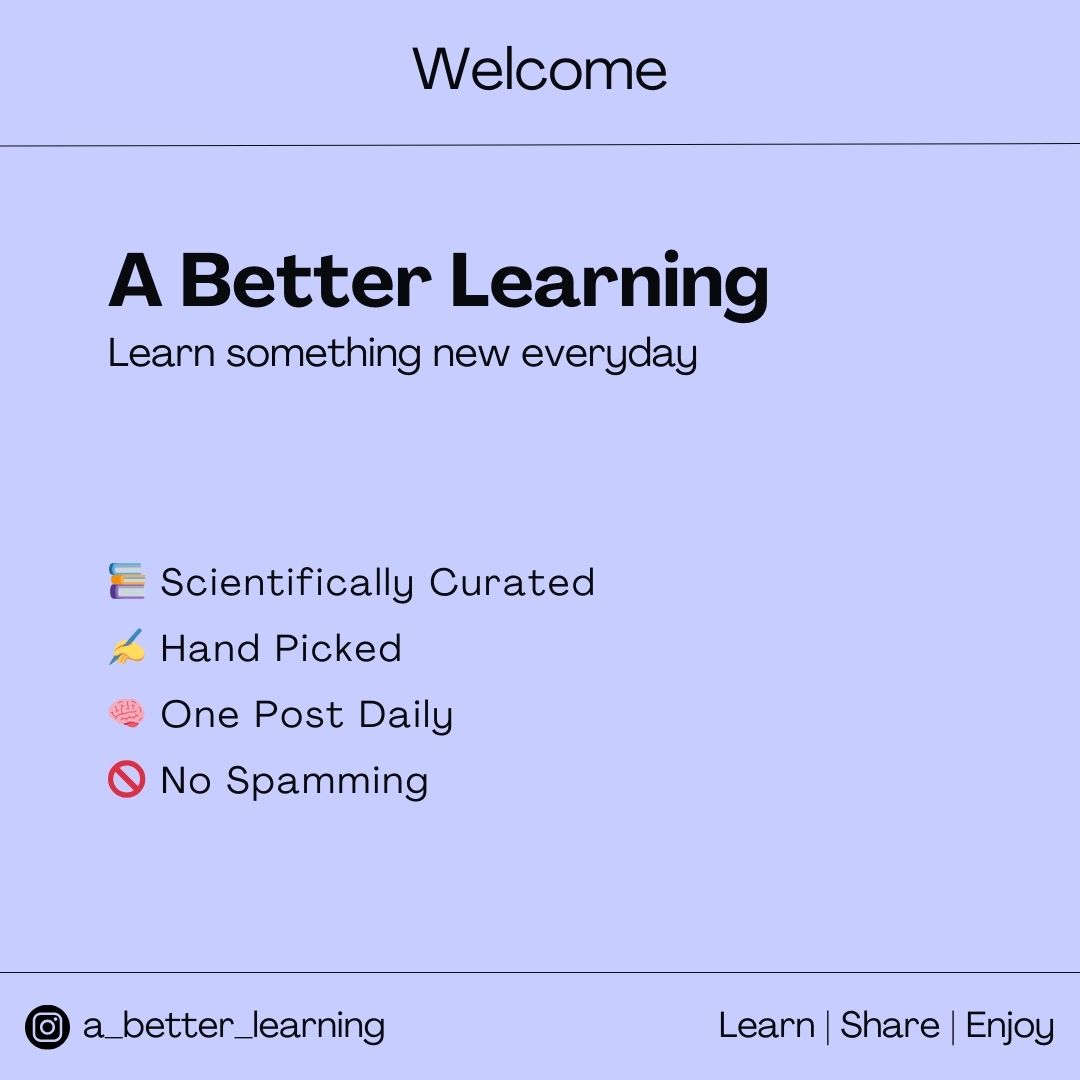 Welcome
A Better Learning
Learn something new everyday
📚 Scientifically Curated
✍️ Hand Picked
🧠 One Post Daily
🚫 No Spamming
a_better_learning
Learn | Share | Enjoy